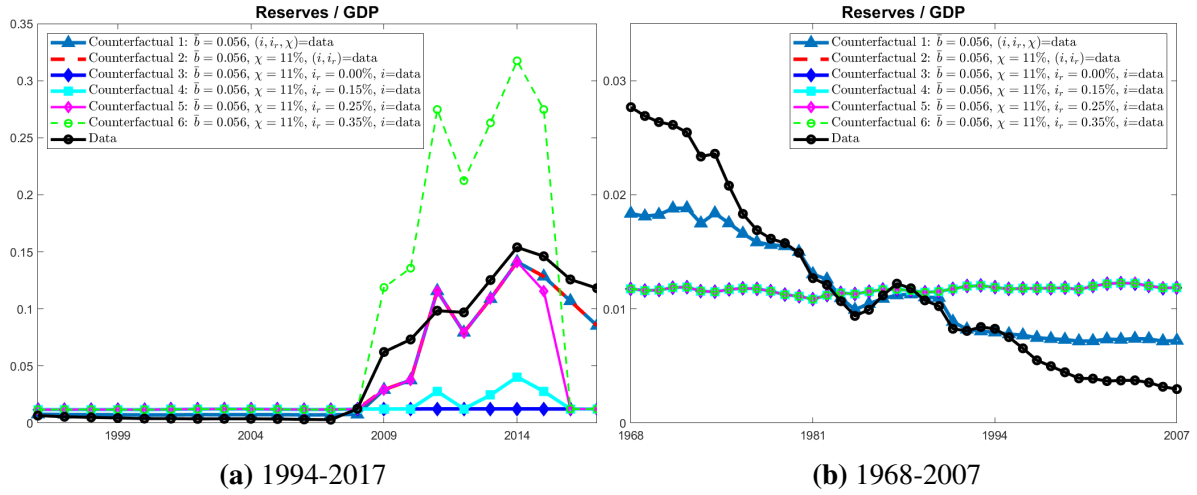 Reserves / GDP
0.35
0.3
0.25
0.2
0.15
0.1
0.05
0
1999
2004
2009
2014
Counterfactual 1: b̄ = 0.056, (i, i_r, χ)=data
Counterfactual 2: b̄ = 0.056, χ = 11%, (i, i_r)=data
Counterfactual 3: b̄ = 0.056, χ = 11%, i_r = 0.00%, i=data
Counterfactual 4: b̄ = 0.056, χ = 11%, i_r = 0.15%, i=data
Counterfactual 5: b̄ = 0.056, χ = 11%, i_r = 0.25%, i=data
Counterfactual 6: b̄ = 0.056, χ = 11%, i_r = 0.35%, i=data
Data
(a) 1994-2017
Reserves / GDP
0.03
0.02
0.01
0
1968
1981
1994
2007
Counterfactual 1: b̄ = 0.056, (i, i_r, χ)=data
Counterfactual 2: b̄ = 0.056, χ = 11%, (i, i_r)=data
Counterfactual 3: b̄ = 0.056, χ = 11%, i_r = 0.00%, i=data
Counterfactual 4: b̄ = 0.056, χ = 11%, i_r = 0.15%, i=data
Counterfactual 5: b̄ = 0.056, χ = 11%, i_r = 0.25%, i=data
Counterfactual 6: b̄ = 0.056, χ = 11%, i_r = 0.35%, i=data
Data
(b) 1968-2007